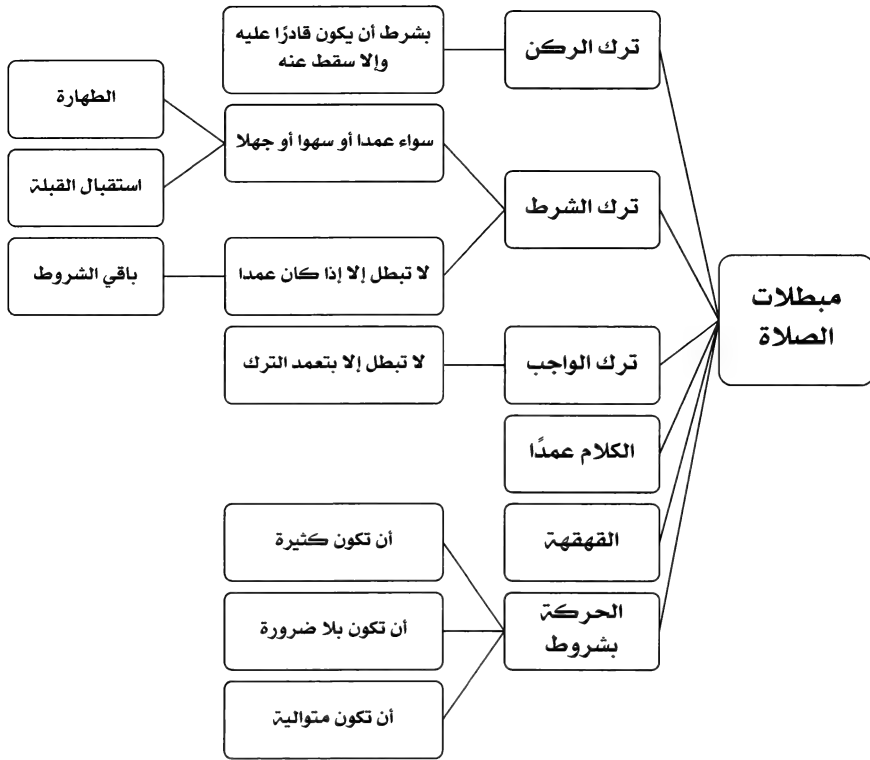 مبطلات
الصلاة
ترك الركن
بشرط أن يكون قادرًا عليه
وإلا سقط عنه
ترك الشرط
سواء عمدا أو سهوا أو جهلا
الطهارة
استقبال القبلة
لا تبطل إلا إذا كان عمدا
باقي الشروط
ترك الواجب
لا تبطل إلا بتعمد الترك
الكلام عمدًا
القهقهة
الحركة
بشروط
أن تكون كثيرة
أن تكون بلا ضرورة
أن تكون متوالية